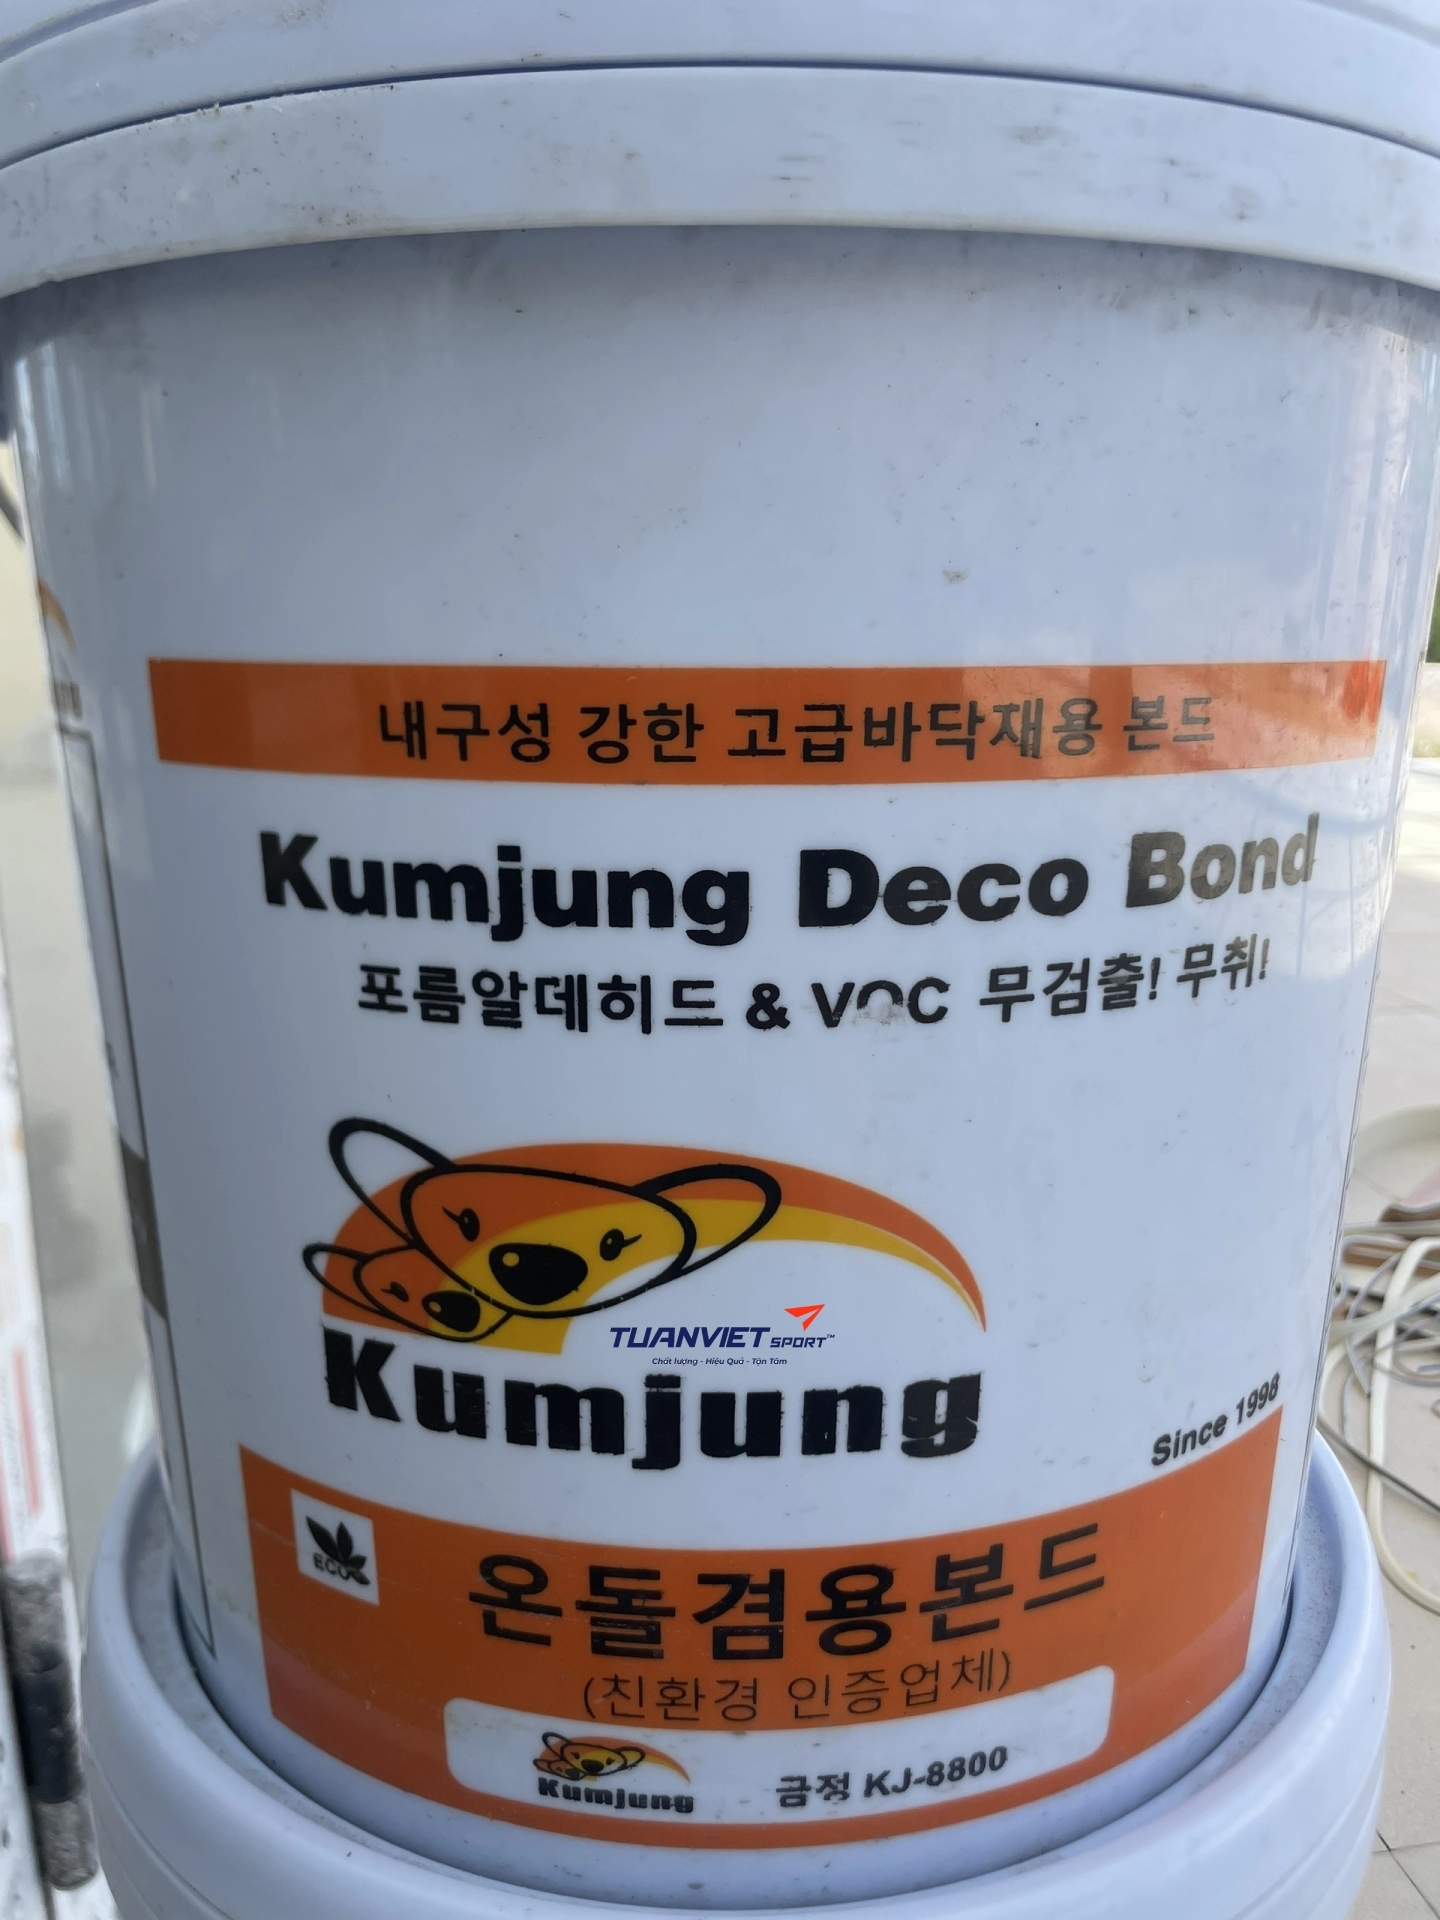 내구성 강한 고급바닥재용 본드
Kumjung Deco Bond
포름알데히드 & VOC 무검출! 무취!
TUANVIET SPORT™
Chất lượng - Hiệu Quả - Tận Tâm
Kumjung
Since 1998
ECO
온돌겸용본드
(친환경 인증업체)
Kumjung
금정 KJ-8800